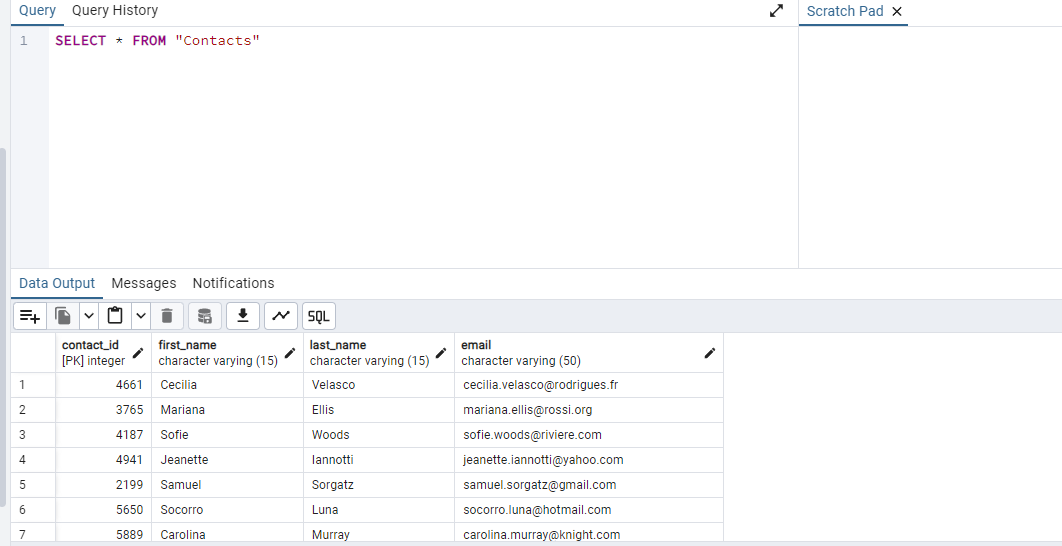 Query Query History Scratch Pad
1 SELECT * FROM "Contacts"
Data Output Messages Notifications
SQL
contact_id first_name last_name email
[PK] integer character varying (15) character varying (15) character varying (50)
1 4661 Cecilia Velasco cecilia.velasco@rodrigues.fr
2 3765 Mariana Ellis mariana.ellis@rossi.org
3 4187 Sofie Woods sofie.woods@riviere.com
4 4941 Jeanette Iannotti jeanette.iannotti@yahoo.com
5 2199 Samuel Sorgatz samuel.sorgatz@gmail.com
6 5650 Socorro Luna socorro.luna@hotmail.com
7 5889 Carolina Murray carolina.murray@knight.com